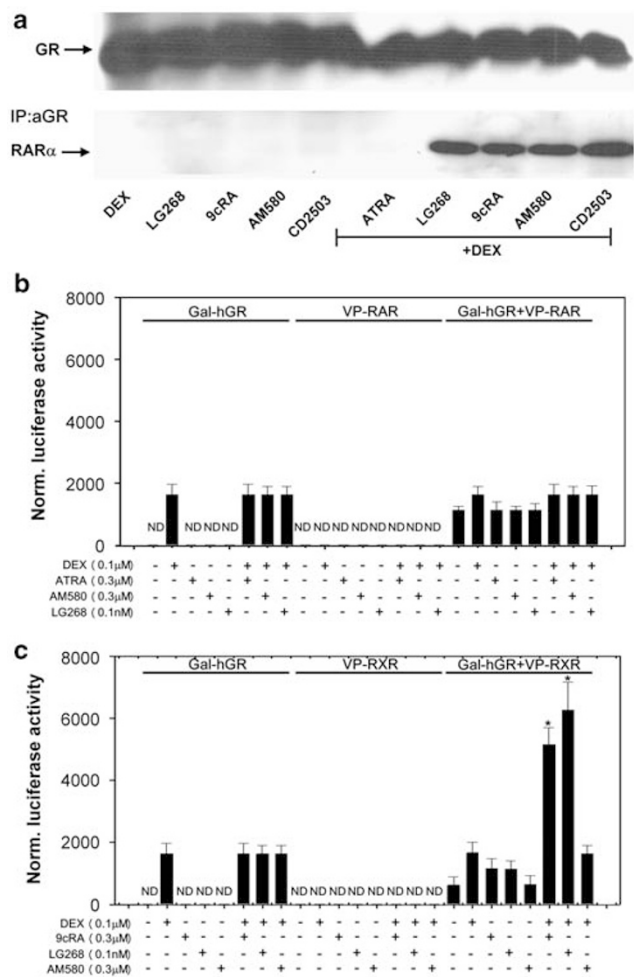 a
GR
IP:aGR
RARα
DEX LG268 9cRA AM580 CD2503 ATRA LG268 9cRA AM580 CD2503
+DEX
b
Norm. luciferase activity
8000
6000
4000
2000
0
Gal-hGR VP-RAR Gal-hGR+VP-RAR
ND ND ND ND ND ND ND ND ND ND ND ND
DEX (0.1µM) - + - - - + + + - + - - - + + + - + - - - + + +
ATRA (0.3µM) - - + - - + - - - - + - - + - - - - + - - + - -
AM580 (0.3µM) - - - + - - + - - - - + - - + - - - - + - - + -
LG268 (0.1nM) - - - - + - - + - - - - + - - + - - - - + - - +
c
Norm. luciferase activity
8000
6000
4000
2000
0
Gal-hGR VP-RXR Gal-hGR+VP-RXR
* *
ND ND ND ND ND ND ND ND ND ND ND ND
DEX (0.1µM) - + - - - + + + - + - - - + + + - + - - - + + +
9cRA (0.3µM) - - + - - + - - - - + - - + - - - - + - - + - -
LG268 (0.1nM) - - - + - - + - - - - + - - + - - - - + - - + -
AM580 (0.3µM) - - - - + - - + - - - - + - - + - - - - + - - +